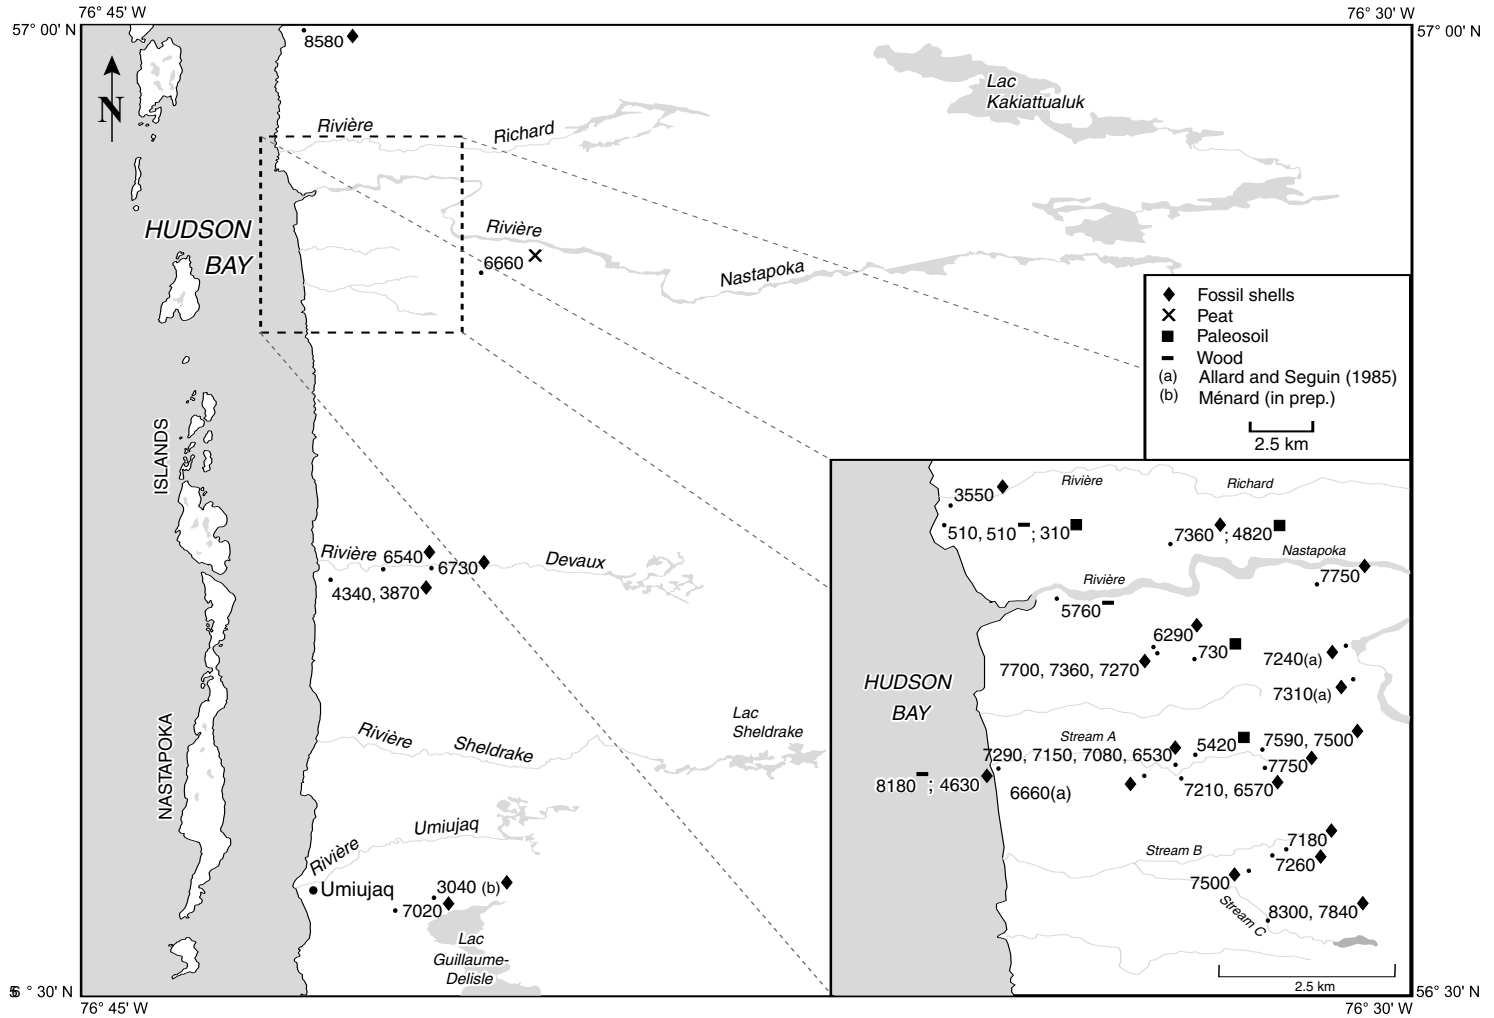 76° 45' W
76° 30' W
57° 00' N
57° 00' N
8580
N
Rivière
Richard
Lac
Kakiattualuk
HUDSON
BAY
Rivière
6660
Nastapoka
Fossil shells
Peat
Paleosoil
Wood
(a) Allard and Seguin (1985)
(b) Ménard (in prep.)
2.5 km
ISLANDS
NASTAPOKA
Rivière
6540
6730
Devaux
4340, 3870
Rivière
Sheldrake
Lac
Sheldrake
Rivière
Umiujaq
Umiujaq
3040 (b)
7020
Lac
Guillaume-
Delisle
3550
Rivière
Richard
510, 510 ; 310
7360 ; 4820
Nastapoka
7750
Rivière
5760
6290
730
7700, 7360, 7270
7240(a)
7310(a)
HUDSON
BAY
Stream A
7290, 7150, 7080, 6530
5420
7590, 7500
7750
8180 ; 4630
6660(a)
7210, 6570
7180
Stream B
7260
7500
Stream C
8300, 7840
2.5 km
° 30' N
56° 30' N
76° 45' W
76° 30' W